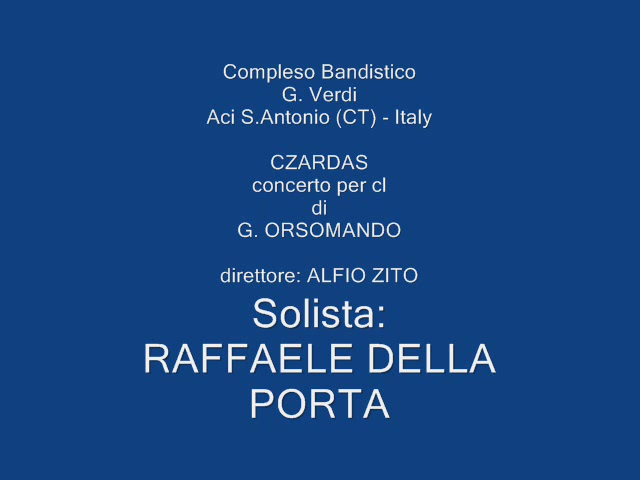 Compleso Bandistico
G. Verdi
Aci S.Antonio (CT) - Italy
CZARDAS
concerto per cl
di
G. ORSOMANDO
direttore: ALFIO ZITO
Solista:
RAFFAELE DELLA
PORTA